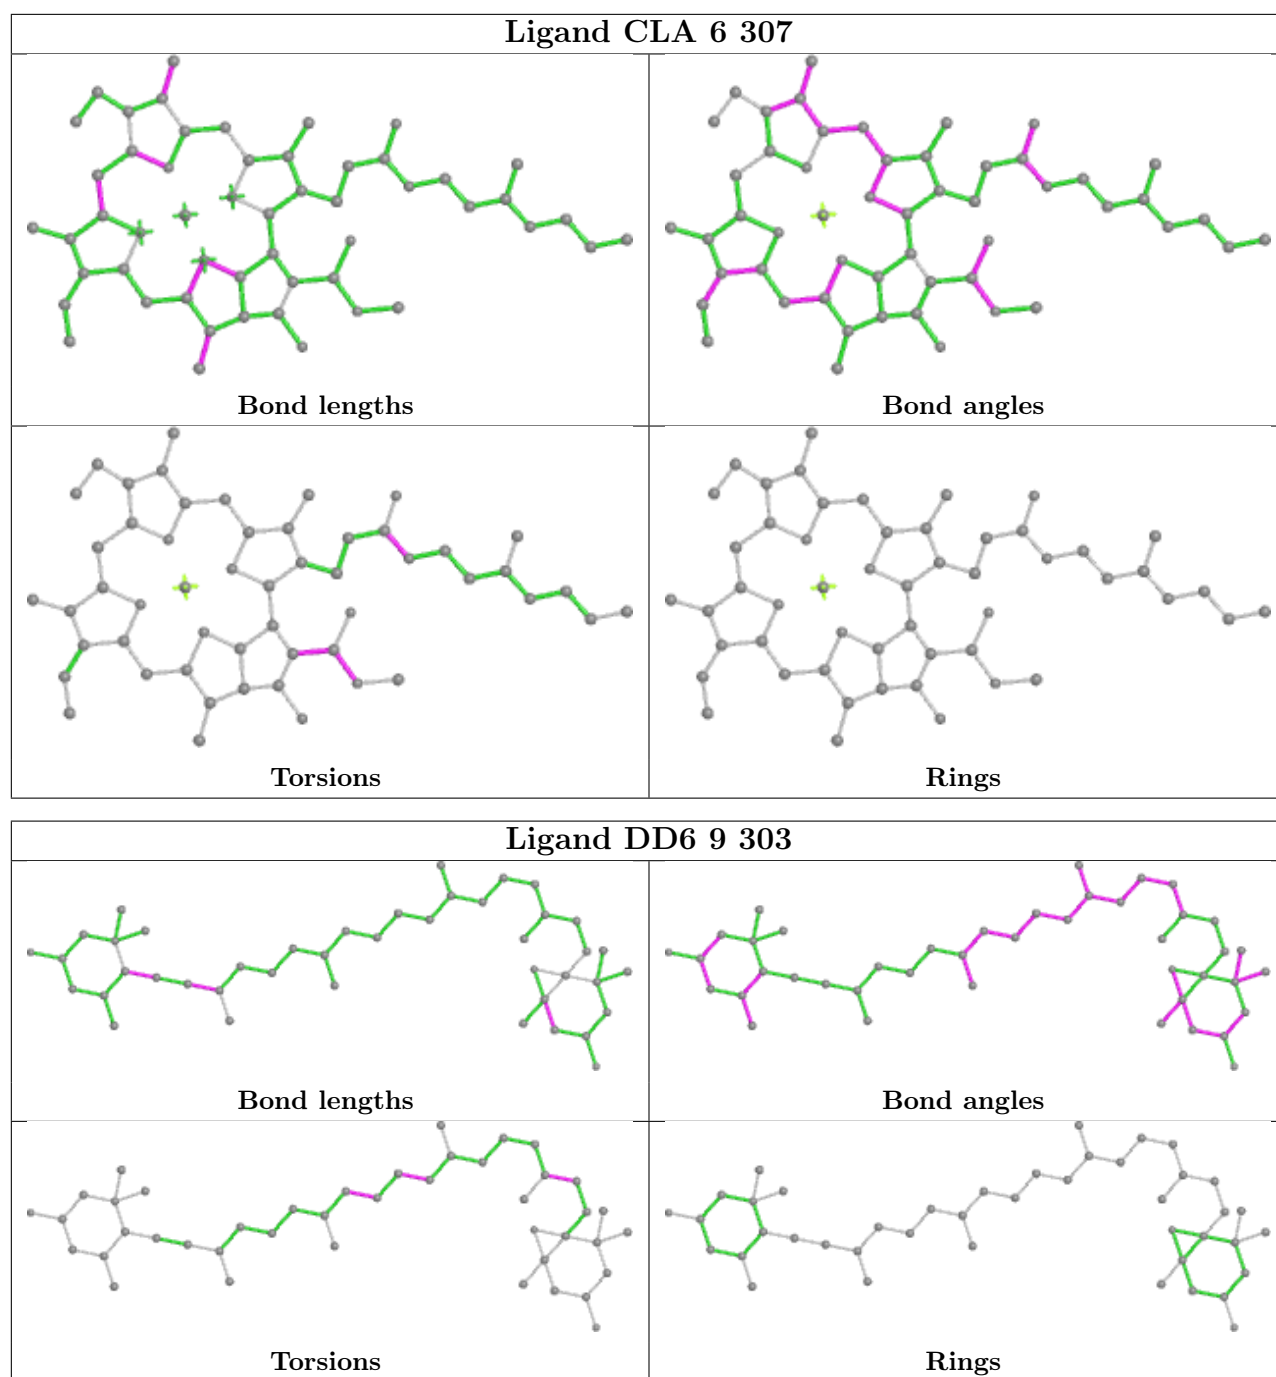 Ligand CLA 6 307
Bond lengths
Bond angles
Torsions
Rings
Ligand DD6 9 303
Bond lengths
Bond angles
Torsions
Rings